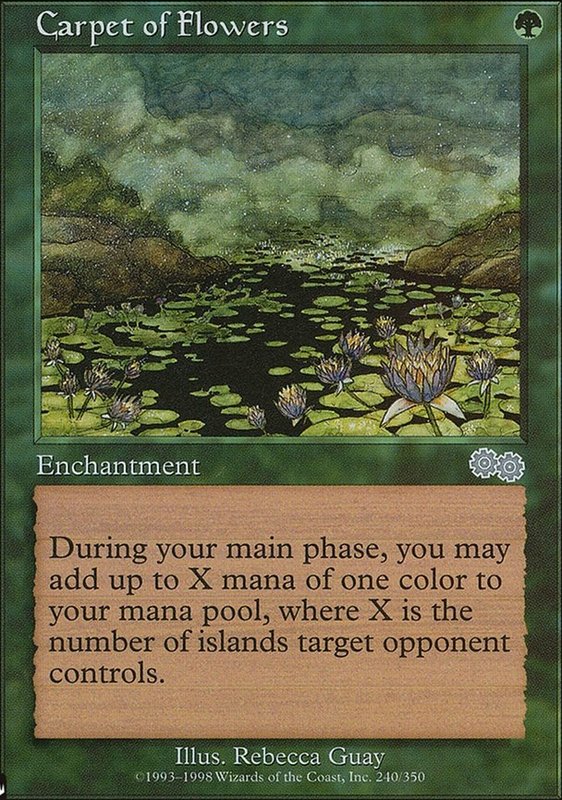 Carpet of Flowers
Enchantment
During your main phase, you may
add up to X mana of one color to
your mana pool, where X is the
number of islands target opponent
controls.
Illus. Rebecca Guay
©1993–1998 Wizards of the Coast, Inc. 240/350